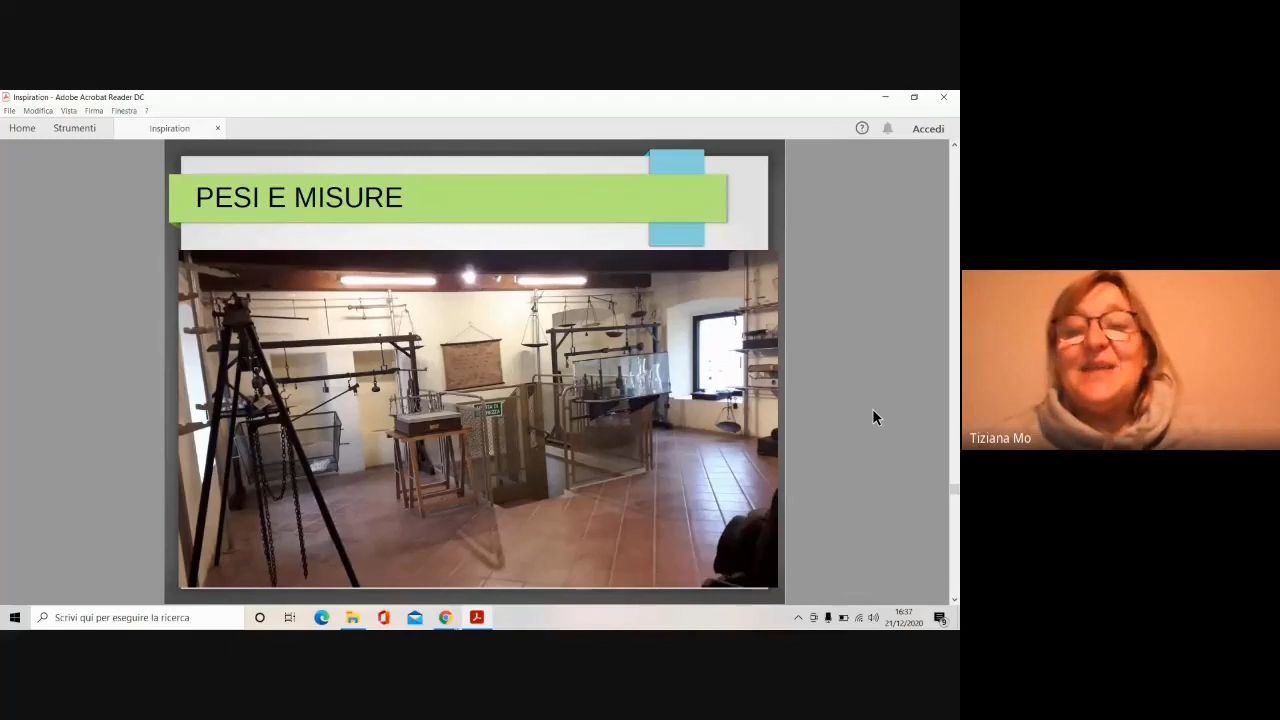 Inspiration - Adobe Acrobat Reader DC
File Modifica Vista Firma Finestra ?
Home Strumenti Inspiration × Accedi
PESI E MISURE
Tiziana Mo
Scrivi qui per eseguire la ricerca
16:37
21/12/2020
9